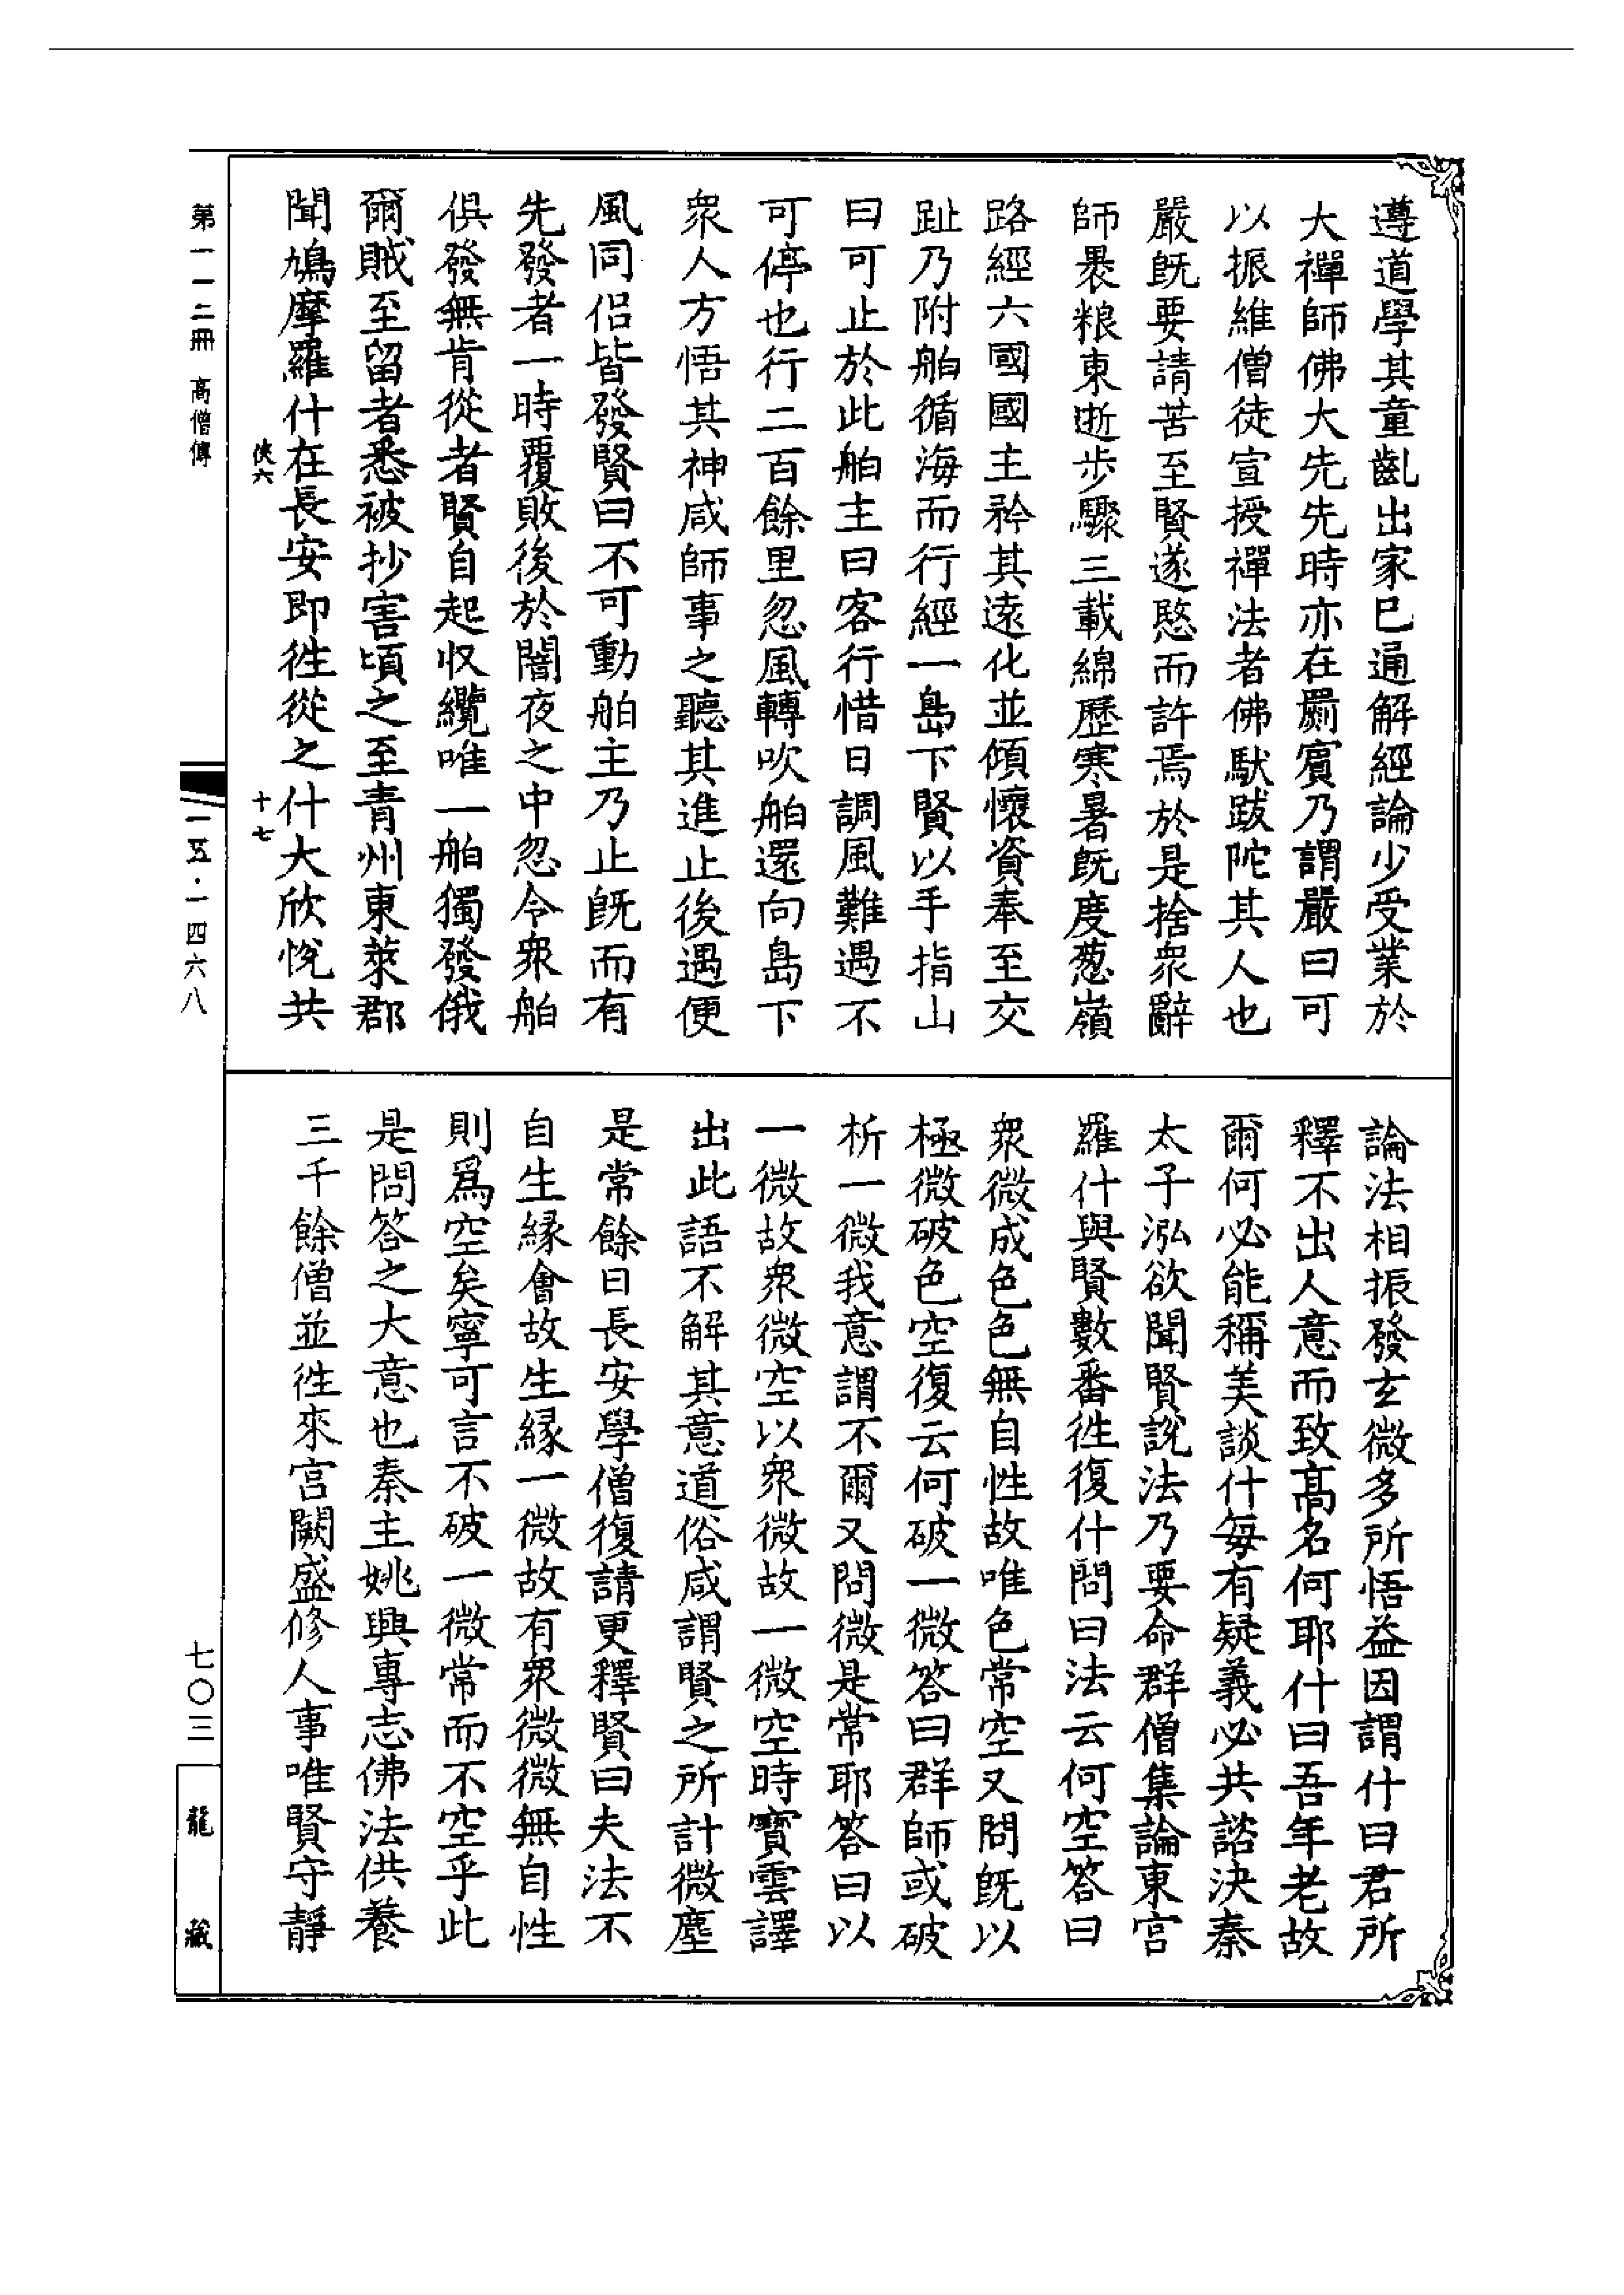 遵道學其童齓出家已通解經論少受業於
大禪師佛大先先時亦在罽賓乃謂嚴曰可
以振維僧徒宣授禪法者佛馱跋陀其人也
嚴旣要請苦至賢遂愍而許焉於是捨衆辭
師裹粮東逝步驟三載綿歷寒暑旣度葱嶺
路經六國國主矜其遠化並傾懷資奉至交
趾乃附舶循海而行經一島下賢以手指山
曰可止於此舶主曰客行惜日調風難遇不
可停也行二百餘里忽風轉吹舶還向島下
衆人方悟其神咸師事之聽其進止後遇便
風同侣皆發賢曰不可動舶主乃止旣而有
先發者一時覆敗後於闇夜之中忽令衆舶
俱發無肯從者賢自起収纜唯一舶獨發俄
爾賊至留者悉被抄害頃之至青州東萊郡
聞鳩摩羅什在長安即徃從之什大欣悅共
論法相振發玄微多所悟益因謂什曰君所
釋不出人意而致髙名何耶什曰吾年老故
爾何必能稱美談什每有疑義必共諮決秦
太子泓欲聞賢說法乃要命群僧集論東宮
羅什與賢數番徃復什問曰法云何空答曰
衆微成色色無自性故唯色常空又問旣以
極微破色空復云何破一微答曰群師或破
析一微我意謂不爾又問微是常耶答曰以
一微故衆微空以衆微故一微空時寶雲譯
出此語不解其意道俗咸謂賢之所計微塵
是常餘日長安學僧復請更釋賢曰夫法不
自生縁會故生縁一微故有衆微微無自性
則爲空矣寧可言不破一微常而不空乎此
是問答之大意也秦主姚興專志佛法供養
三千餘僧並徃來宮闕盛修人事唯賢守靜
俠六
十七
第一一二冊 高僧傳
一五·一四六八
七〇三
龍藏